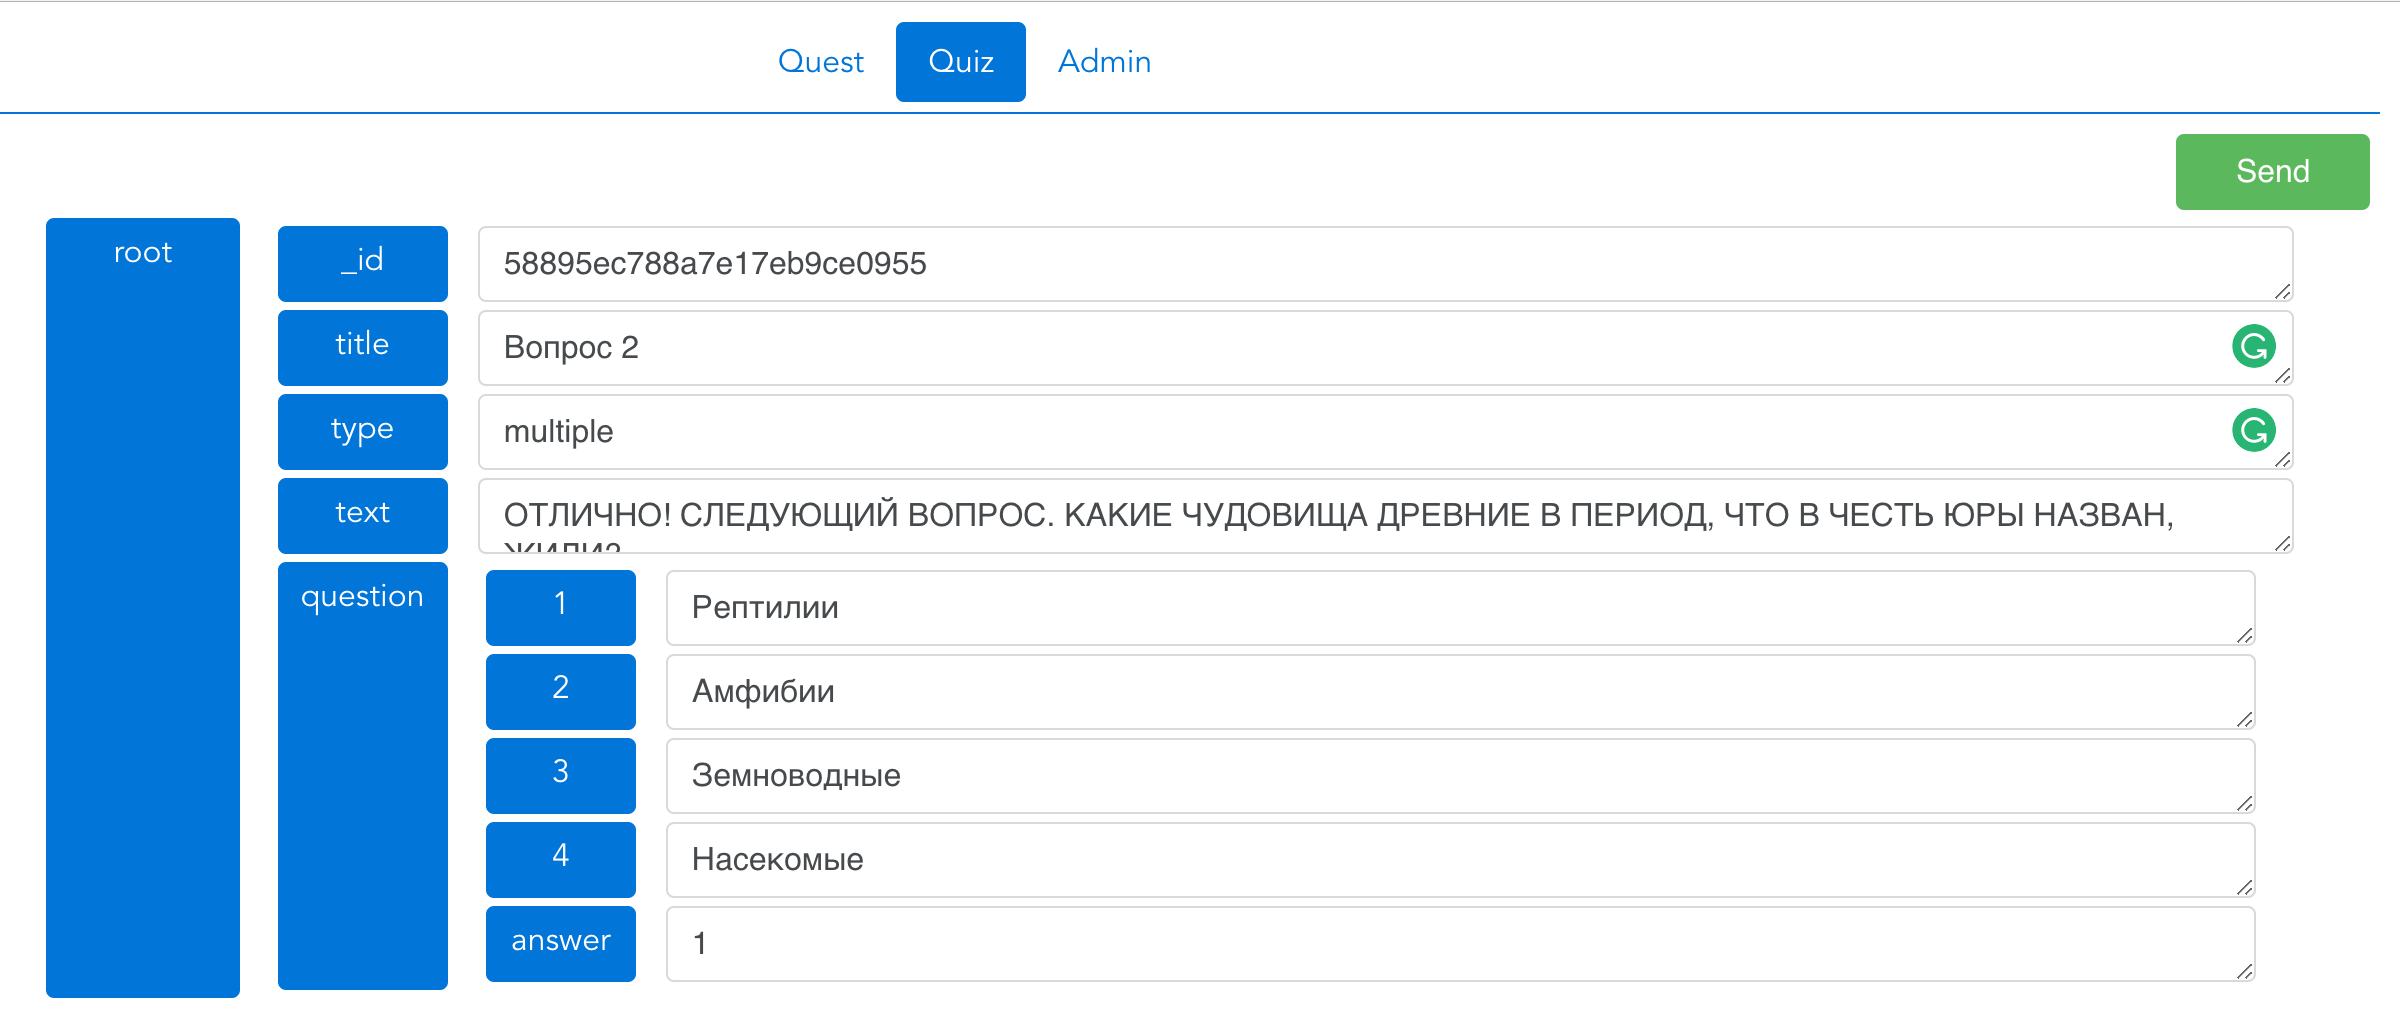 Quest Quiz Admin
Send
root
_id 58895ec788a7e17eb9ce0955
title Вопрос 2
type multiple
text ОТЛИЧНО! СЛЕДУЮЩИЙ ВОПРОС. КАКИЕ ЧУДОВИЩА ДРЕВНИЕ В ПЕРИОД, ЧТО В ЧЕСТЬ ЮРЫ НАЗВАН,
ЖИЛИ?
question
1 Рептилии
2 Амфибии
3 Земноводные
4 Насекомые
answer 1